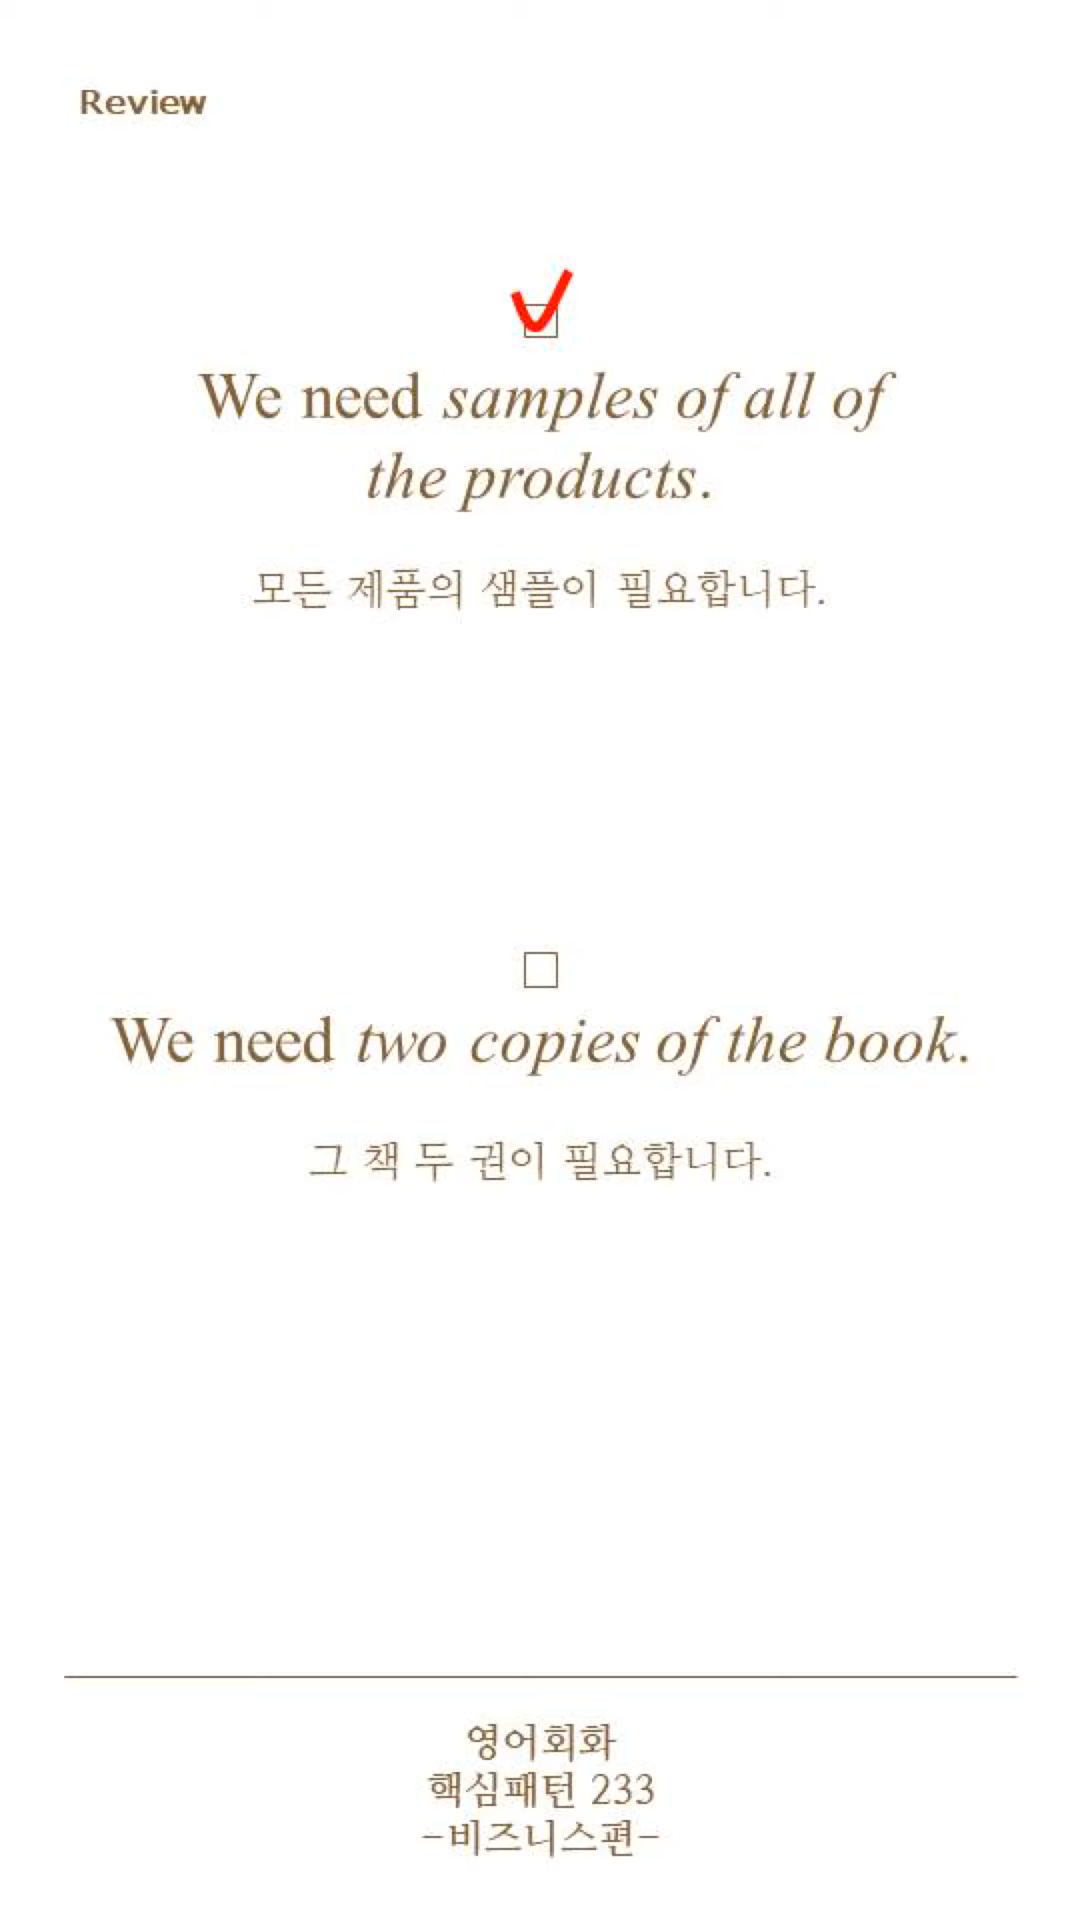 Review
We need samples of all of
the products.
모든 제품의 샘플이 필요합니다.
We need two copies of the book.
그 책 두 권이 필요합니다.
영어회화
핵심패턴 233
-비즈니스편-